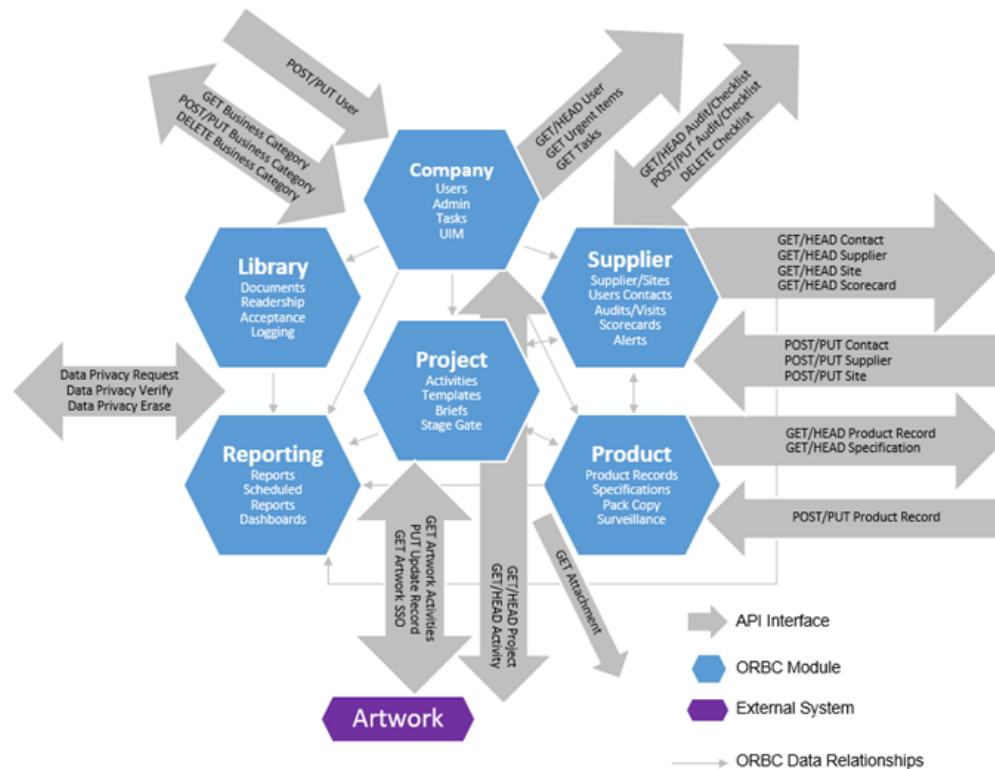 POST/PUT User
GET Business Category
POST/PUT Business Category
DELETE Business Category
GET/HEAD User
GET Urgent Items
GET Tasks
GET/HEAD Audit/Checklist
POST/PUT Audit/Checklist
DELETE Checklist
Company
Users
Admin
Tasks
UIM
Library
Documents
Readership
Acceptance
Logging
Supplier
Supplier/Sites
Users Contacts
Audits/Visits
Scorecards
Alerts
GET/HEAD Contact
GET/HEAD Supplier
GET/HEAD Site
GET/HEAD Scorecard
Project
Activities
Templates
Briefs
Stage Gate
POST/PUT Contact
POST/PUT Supplier
POST/PUT Site
Data Privacy Request
Data Privacy Verify
Data Privacy Erase
Reporting
Reports
Scheduled
Reports
Dashboards
Product
Product Records
Specifications
Pack Copy
Surveillance
GET/HEAD Product Record
GET/HEAD Specification
POST/PUT Product Record
GET Artwork Activities
PUT Update Record
GET Artwork SSO
GET/HEAD Project
GET/HEAD Activity
GET Attachment
Artwork
API Interface
ORBC Module
External System
ORBC Data Relationships